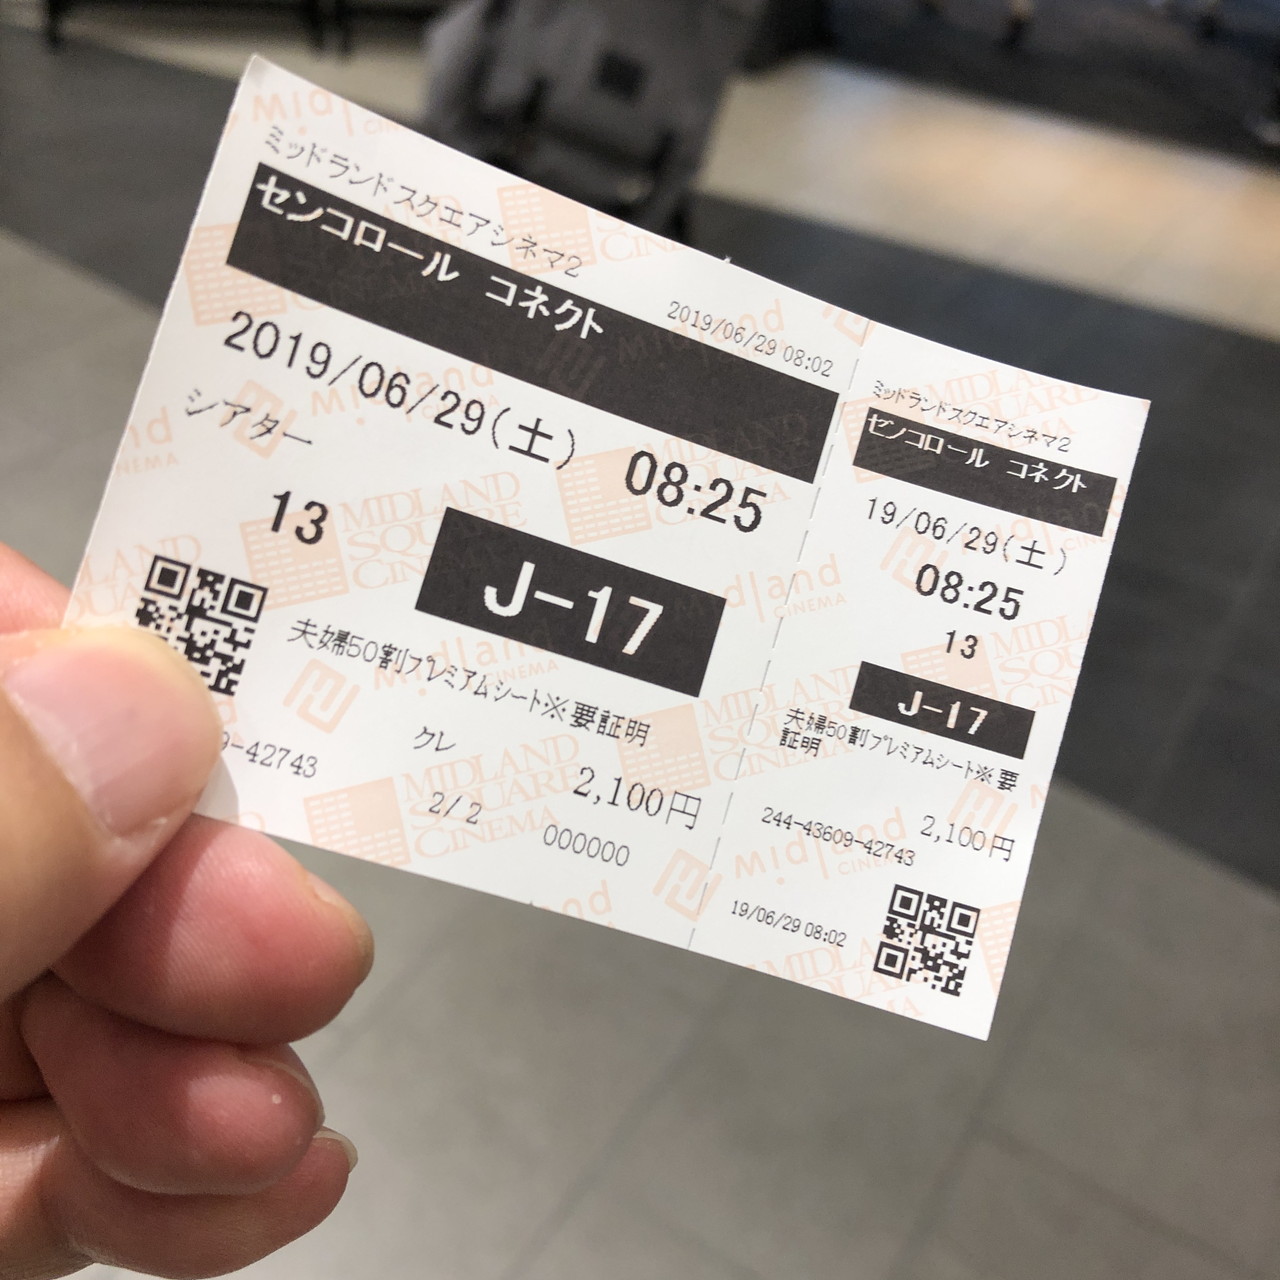 ミッドランドスクエアシネマ2
センコロール コネクト
2019/06/29 08:02
2019/06/29(土) 08:25
シアター
13
J-17
夫婦50割プレミアムシート※要証明
クレ
2,100円
9-42743
2/2
000000
ミッドランドスクエアシネマ2
センコロール コネクト
19/06/29(土)
08:25
13
J-17
夫婦50割プレミアムシート※要
証明
2,100円
244-43609-42743
19/06/29 08:02
midland
CINEMA
MIDLAND
SQUARE
CINEMA